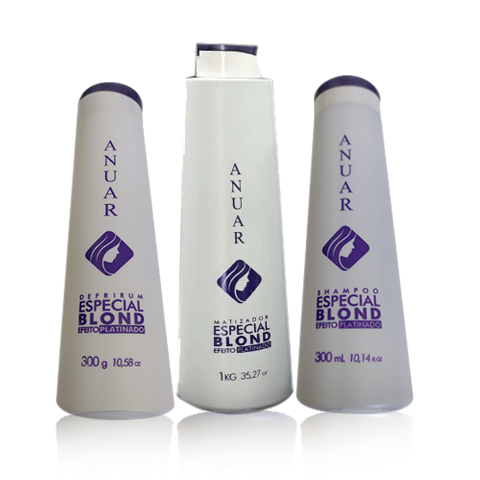 ANUAR
DEFRIRUM
ESPECIAL
BLOND
EFEITO PLATINADO
300 g 10,58 oz
ANUAR
MATIZADOR
ESPECIAL
BLOND
EFEITO PLATINADO
1KG 35,27 oz
ANUAR
SHAMPOO
ESPECIAL
BLOND
EFEITO PLATINADO
300 mL 10,14 fl.oz